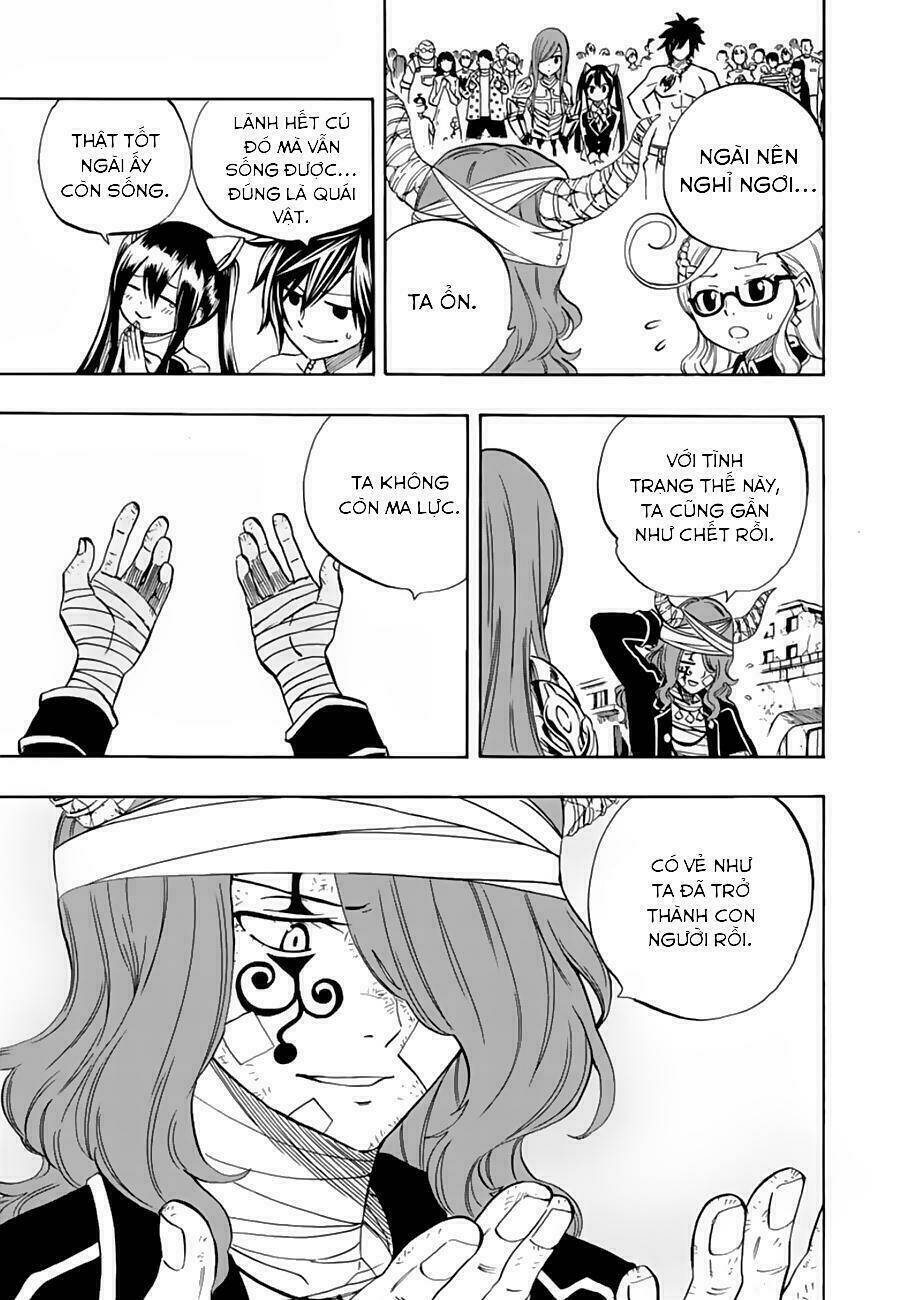 NGÀI NÊN
NGHỈ NGƠI...
TA ỔN.
LÃNH HẾT CÚ
ĐÓ MÀ VẪN
SỐNG ĐƯỢC...
ĐÚNG LÀ QUÁI
VẬT.
THẬT TỐT
NGÀI ẤY
CÒN SỐNG.
VỚI TÌNH
TRẠNG THẾ NÀY,
TA CŨNG GẦN
NHƯ CHẾT RỒI.
TA KHÔNG
CÒN MA LỰC.
CÓ VẺ NHƯ
TA ĐÃ TRỞ
THÀNH CON
NGƯỜI RỒI.